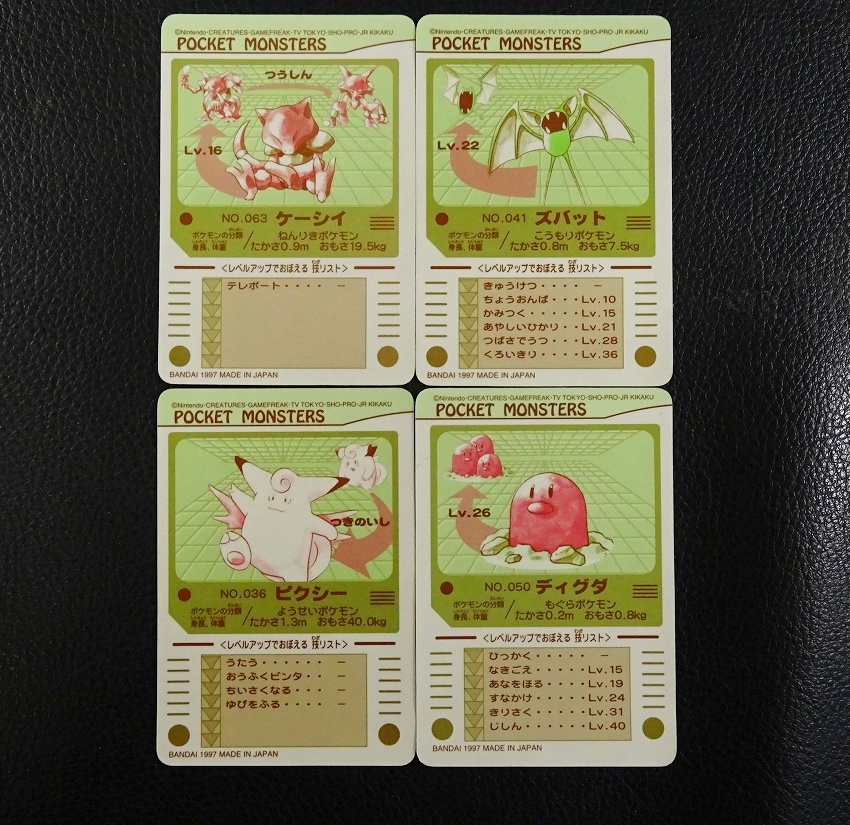 ©Nintendo・CREATURES・GAMEFREAK・TV TOKYO・SHO-PRO・JR KIKAKU
POCKET MONSTERS
つうしん
Lv.16
NO.063 ケーシイ
ポケモンの分類 ねんりきポケモン
身長、体重 たかさ0.9m おもさ19.5kg
<レベルアップでおぼえる 技リスト>
テレポート・・・・ －
BANDAI 1997 MADE IN JAPAN
©Nintendo・CREATURES・GAMEFREAK・TV TOKYO・SHO-PRO・JR KIKAKU
POCKET MONSTERS
Lv.22
NO.041 ズバット
ポケモンの分類 こうもりポケモン
身長、体重 たかさ0.8m おもさ7.5kg
<レベルアップでおぼえる 技リスト>
きゅうけつ・・・・ －
ちょうおんぱ・・・Lv.10
かみつく・・・・・Lv.15
あやしいひかり・・Lv.21
つばさでうつ・・・Lv.28
くろいきり・・・・Lv.36
BANDAI 1997 MADE IN JAPAN
©Nintendo・CREATURES・GAMEFREAK・TV TOKYO・SHO-PRO・JR KIKAKU
POCKET MONSTERS
つきのいし
NO.036 ピクシー
ポケモンの分類 ようせいポケモン
身長、体重 たかさ1.3m おもさ40.0kg
<レベルアップでおぼえる 技リスト>
うたう・・・・・・ －
おうふくビンタ・・ －
ちいさくなる・・・ －
ゆびをふる・・・・ －
BANDAI 1997 MADE IN JAPAN
©Nintendo・CREATURES・GAMEFREAK・TV TOKYO・SHO-PRO・JR KIKAKU
POCKET MONSTERS
Lv.26
NO.050 ディグダ
ポケモンの分類 もぐらポケモン
身長、体重 たかさ0.2m おもさ0.8kg
<レベルアップでおぼえる 技リスト>
ひっかく・・・・・ －
なきごえ・・・・・Lv.15
あなをほる・・・・Lv.19
すなかけ・・・・・Lv.24
きりさく・・・・・Lv.31
じしん・・・・・・Lv.40
BANDAI 1997 MADE IN JAPAN